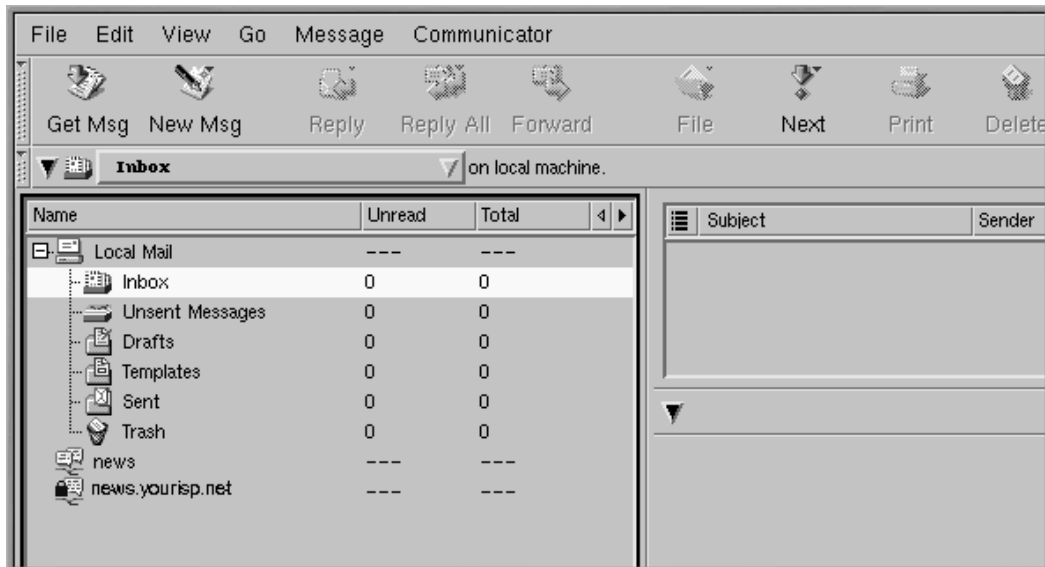 File Edit View Go Message Communicator
Get Msg New Msg Reply Reply All Forward File Next Print Delete
Inbox on local machine.
Name Unread Total Subject Sender
Local Mail --- ---
Inbox 0 0
Unsent Messages 0 0
Drafts 0 0
Templates 0 0
Sent 0 0
Trash 0 0
news --- ---
news.yourisp.net --- ---